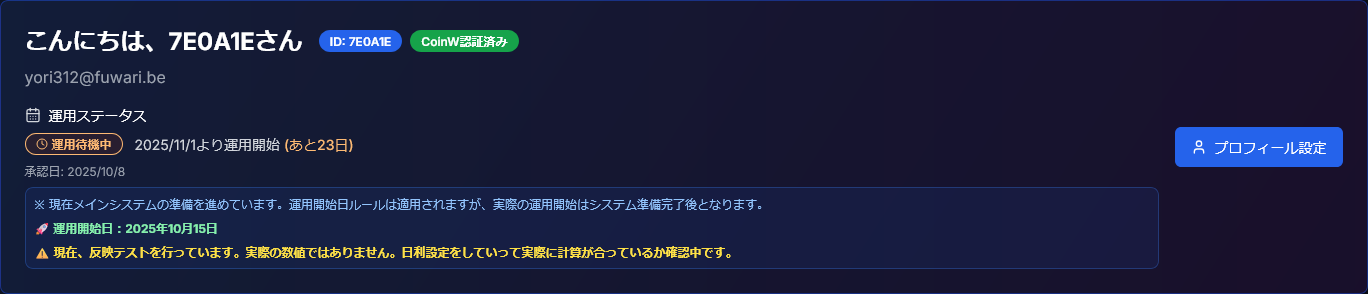 こんにちは、7E0A1Eさん ID: 7E0A1E CoinW認証済み
yori312@fuwari.be
運用ステータス
運用待機中 2025/11/1より運用開始 (あと23日)
プロフィール設定
承認日: 2025/10/8
※ 現在メインシステムの準備を進めています。運用開始日ルールは適用されますが、実際の運用開始はシステム準備完了後となります。
🚀 運用開始日：2025年10月15日
⚠️ 現在、反映テストを行っています。実際の数値ではありません。日利設定をしていって実際に計算が合っているか確認中です。